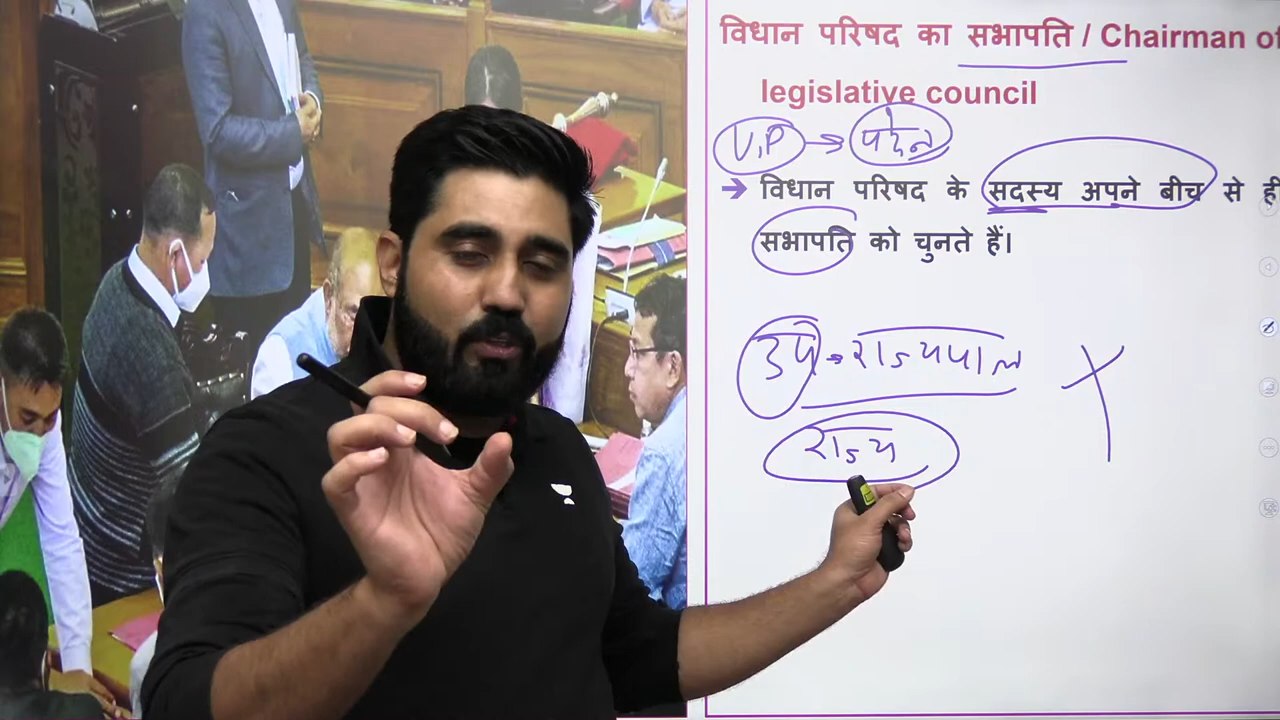 विधान परिषद का सभापति / Chairman of
legislative council
V.P → पदेन
→ विधान परिषद के सदस्य अपने बीच से ही
सभापति को चुनते हैं।
उप → राज्यपाल
राज्य